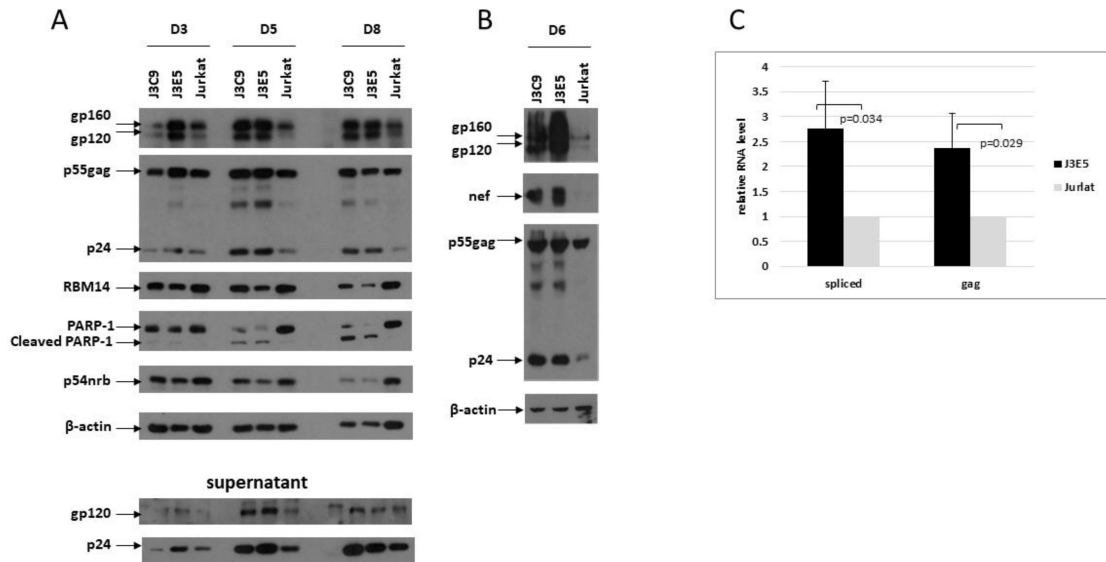 A
D3 D5 D8
J3C9 J3E5 Jurkat J3C9 J3E5 Jurkat J3C9 J3E5 Jurkat
gp160
gp120
p55gag
p24
RBM14
PARP-1
Cleaved PARP-1
p54nrb
β-actin
supernatant
gp120
p24
B
D6
J3C9 J3E5 Jurkat
gp160
gp120
nef
p55gag
p24
β-actin
C
relative RNA level
4
3.5
3
2.5
2
1.5
1
0.5
0
p=0.034
p=0.029
spliced gag
J3E5
Jurlat